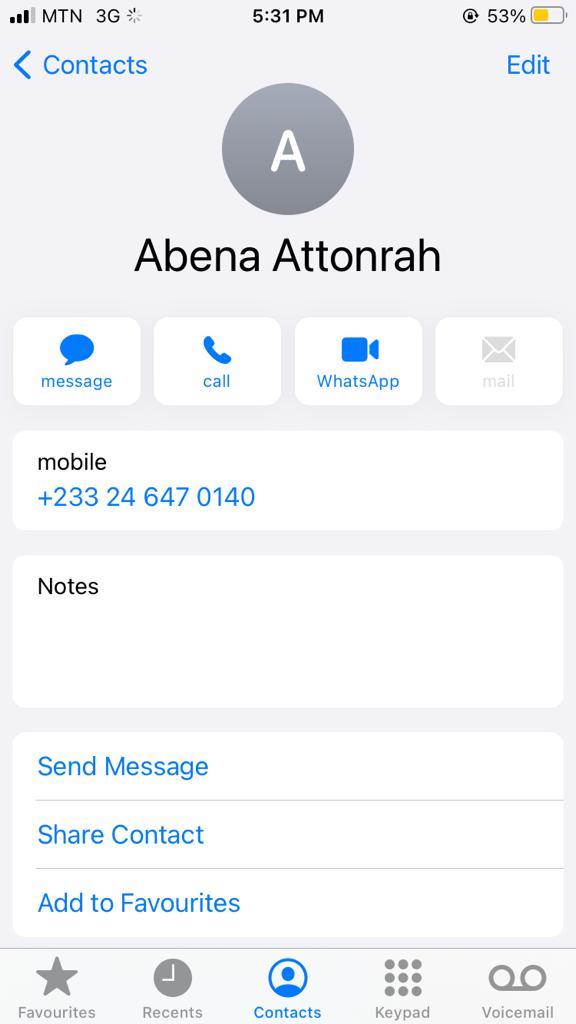 MTN 3G 5:31 PM 53%
Contacts Edit
A
Abena Attonrah
message call WhatsApp mail
mobile
+233 24 647 0140
Notes
Send Message
Share Contact
Add to Favourites
Favourites Recents Contacts Keypad Voicemail